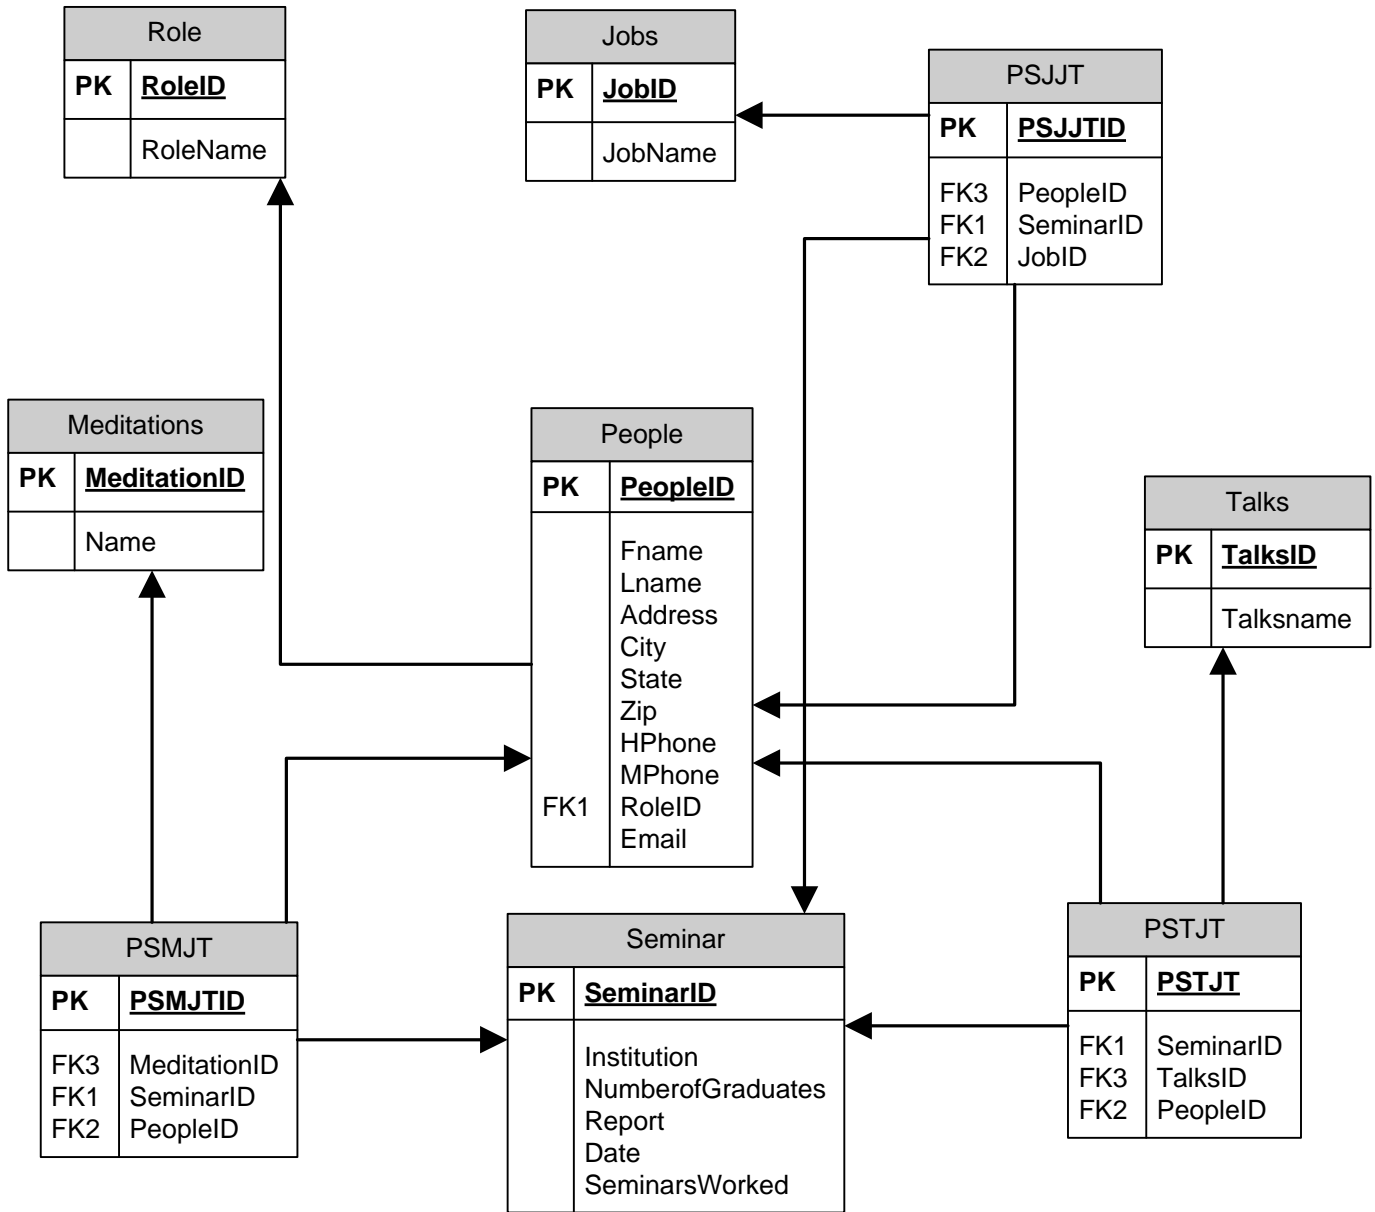 Role
PK RoleID
RoleName
Jobs
PK JobID
JobName
PSJJT
PK PSJJTID
FK3 PeopleID
FK1 SeminarID
FK2 JobID
Meditations
PK MeditationID
Name
People
PK PeopleID
Fname
Lname
Address
City
State
Zip
HPhone
MPhone
FK1 RoleID
Email
Talks
PK TalksID
Talksname
PSMJT
PK PSMJTID
FK3 MeditationID
FK1 SeminarID
FK2 PeopleID
Seminar
PK SeminarID
Institution
NumberofGraduates
Report
Date
SeminarsWorked
PSTJT
PK PSTJT
FK1 SeminarID
FK3 TalksID
FK2 PeopleID